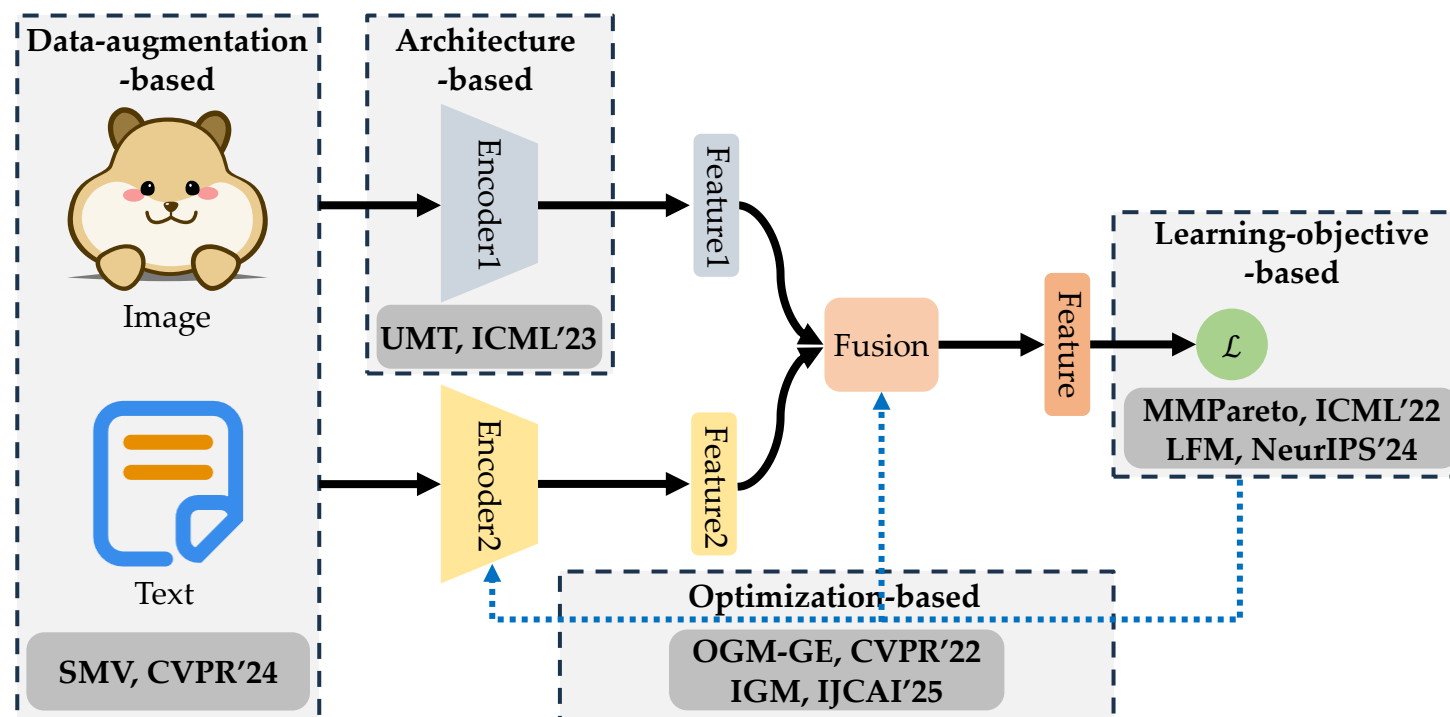 Data-augmentation
-based
Image
Text
SMV, CVPR’24
Architecture
-based
Encoder1
UMT, ICML’23
Encoder2
Feature1
Feature2
Fusion
Feature
Learning-objective
-based
ℒ
MMPareto, ICML’22
LFM, NeurIPS’24
Optimization-based
OGM-GE, CVPR’22
IGM, IJCAI’25